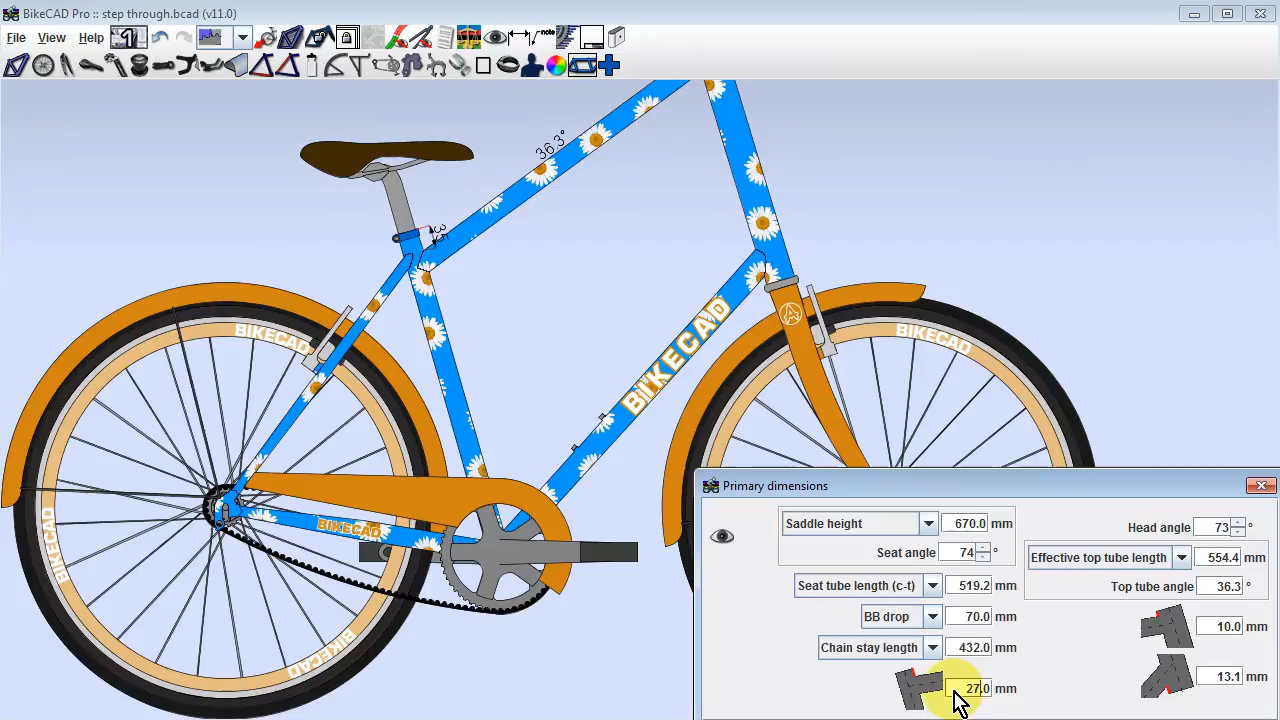 BikeCAD Pro :: step through.bcad (v11.0)
File View Help
36.3°
35
BIKECAD
BIKECAD
BIKECAD
BIKECAD
BIKECAD
BIKECAD
A
Primary dimensions
Saddle height 670.0 mm
Head angle 73 °
Seat angle 74 °
Effective top tube length 554.4 mm
Seat tube length (c-t) 519.2 mm
Top tube angle 36.3 °
BB drop 70.0 mm
10.0 mm
Chain stay length 432.0 mm
13.1 mm
27.0 mm